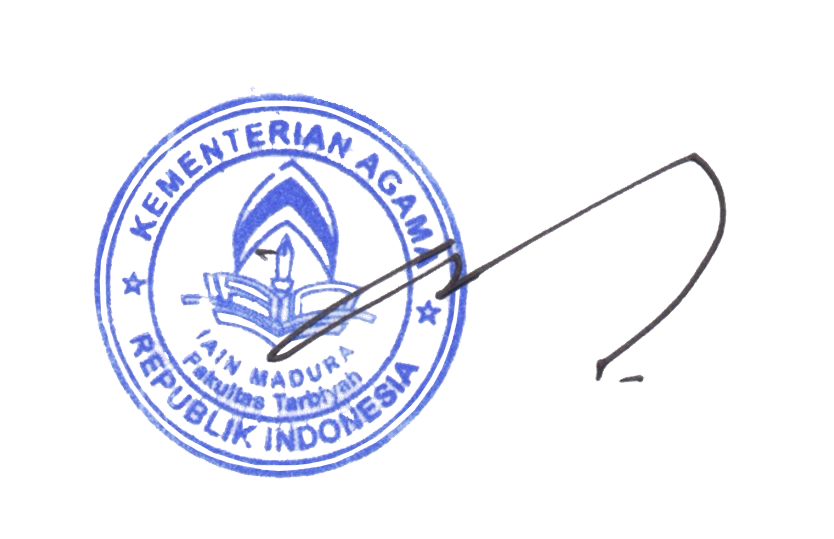 KEMENTERIAN AGAMA
IAIN MADURA
Fakultas Tarbiyah
REPUBLIK INDONESIA